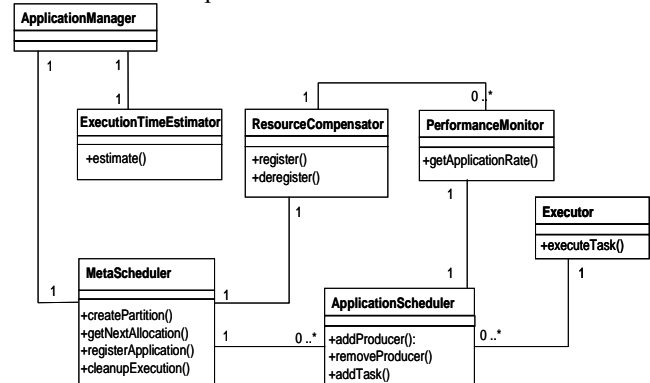 ApplicationManager
1
1
1
1
0 ..*
ExecutionTimeEstimator
+estimate()
ResourceCompensator
+register()
+deregister()
PerformanceMonitor
+getApplicationRate()
1
1
Executor
+executeTask()
1
1
1
MetaScheduler
+createPartition()
+getNextAllocation()
+registerApplication()
+cleanupExecution()
1
1
0 ..*
ApplicationScheduler
+addProducer():
+removeProducer()
+addTask()
0 ..*